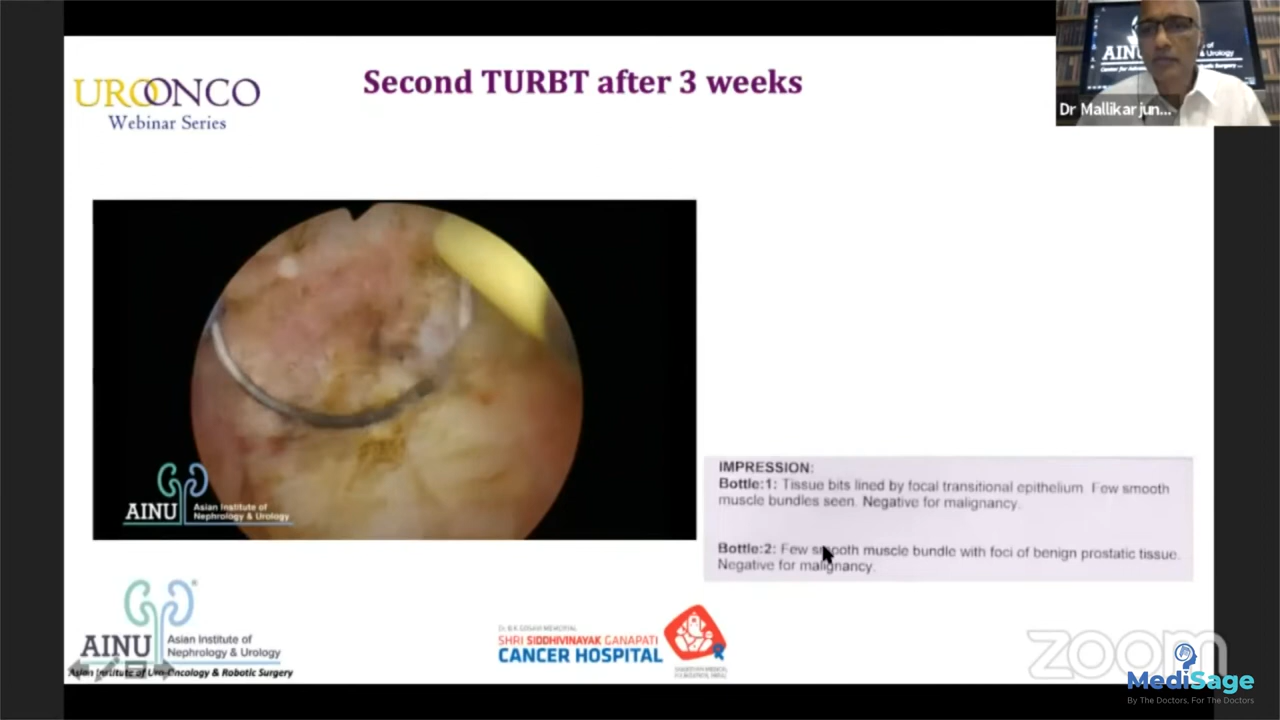 Second TURBT after 3 weeks
UROONCO
Webinar Series
AINU
Dr Mallikarjun...
AINU Asian Institute of
Nephrology & Urology
IMPRESSION:
Bottle:1: Tissue bits lined by focal transitional epithelium. Few smooth
muscle bundles seen. Negative for malignancy.
Bottle:2: Few smooth muscle bundle with foci of benign prostatic tissue.
Negative for malignancy.
AINU Asian Institute of
Nephrology & Urology
Asian Institute of Uro-Oncology & Robotic Surgery
SHRI SIDDHIVINAYAK GANAPATI
CANCER HOSPITAL
zoom
MediSage
By The Doctors, For The Doctors